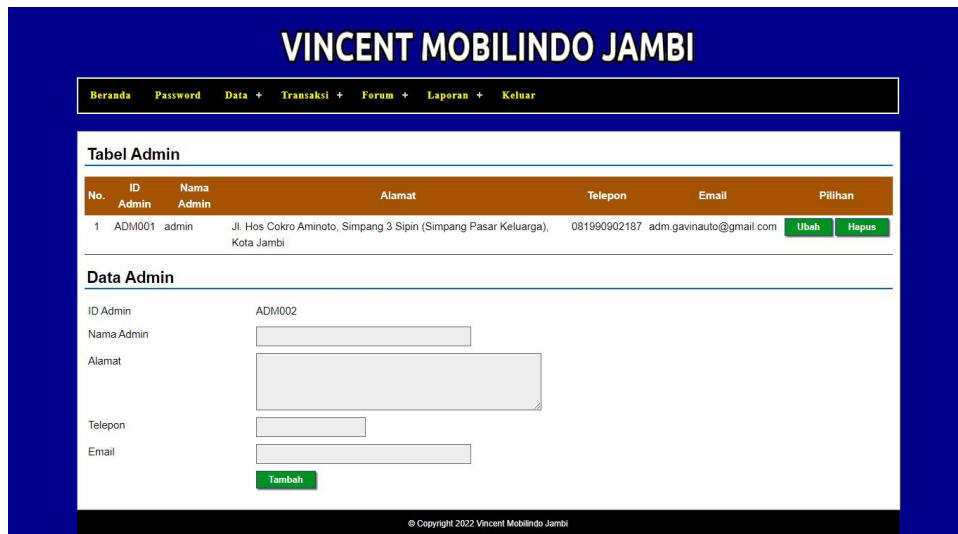 VINCENT MOBILINDO JAMBI
Beranda Password Data + Transaksi + Forum + Laporan + Keluar
Tabel Admin
No. ID Admin Nama Admin Alamat Telepon Email Pilihan
1 ADM001 admin Jl. Hos Cokro Aminoto, Simpang 3 Sipin (Simpang Pasar Keluarga), 081990902187 adm.gavinauto@gmail.com Ubah Hapus
Kota Jambi
Data Admin
ID Admin ADM002
Nama Admin
Alamat
Telepon
Email
Tambah
© Copyright 2022 Vincent Mobilindo Jambi